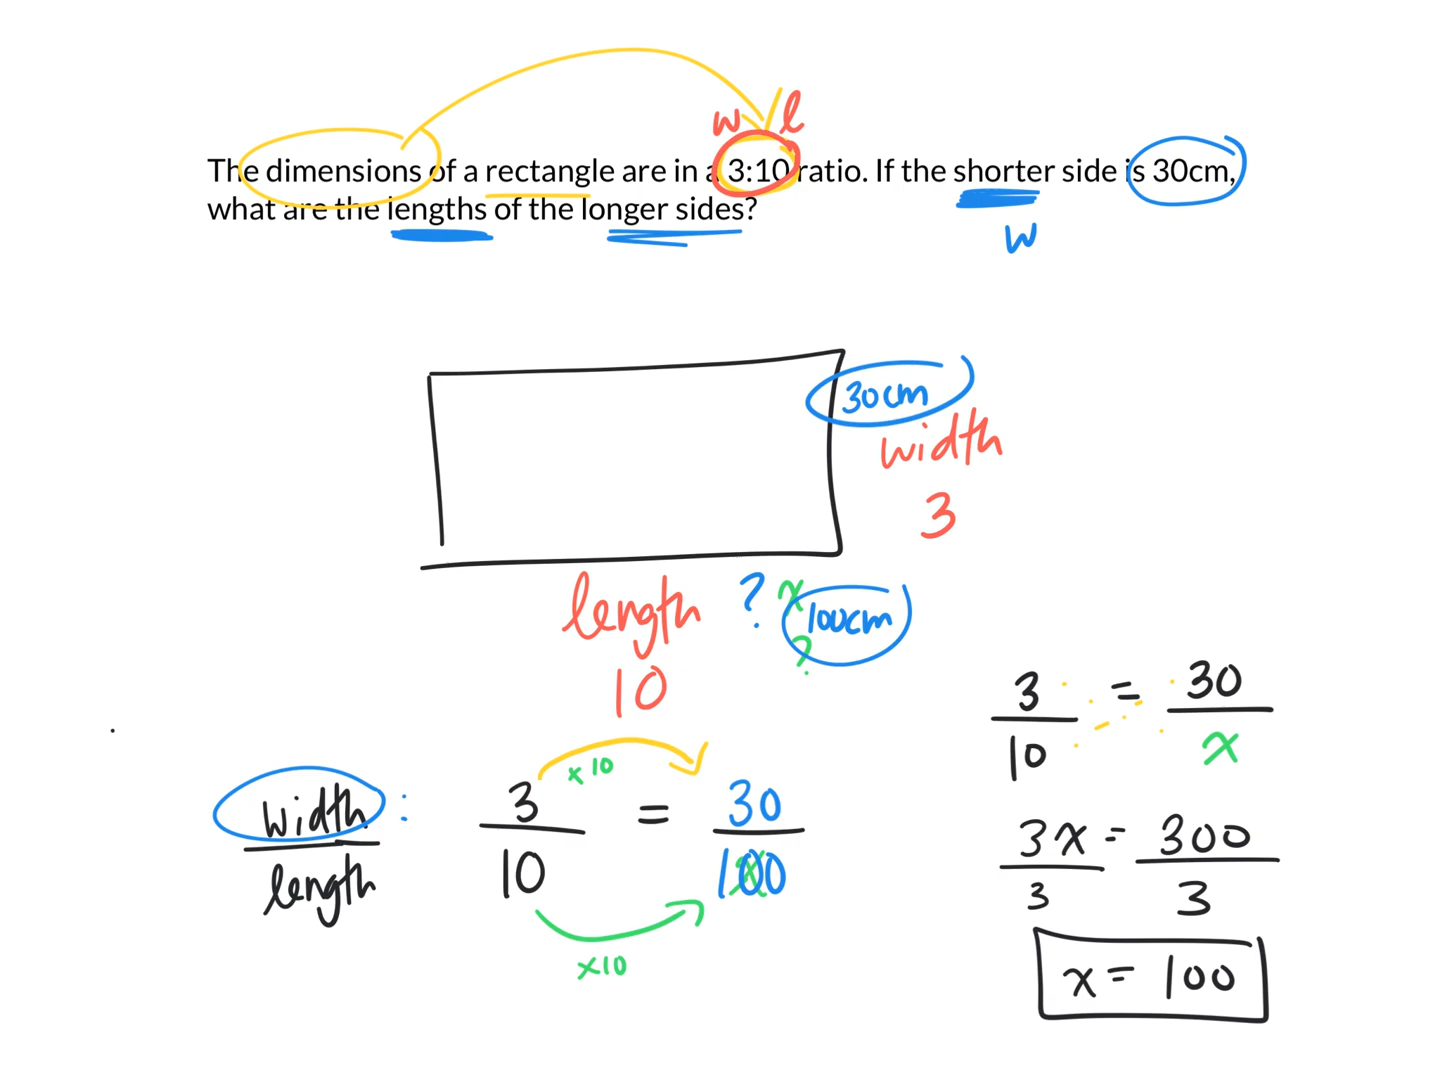 w l
The dimensions of a rectangle are in a 3:10 ratio. If the shorter side is 30cm,
what are the lengths of the longer sides?
w
30cm
width
3
length ? x 100cm
?
10
3/10 = 30/x
width/length : 3/10 = 30/100
x10
x10
3x/3 = 300/3
x = 100